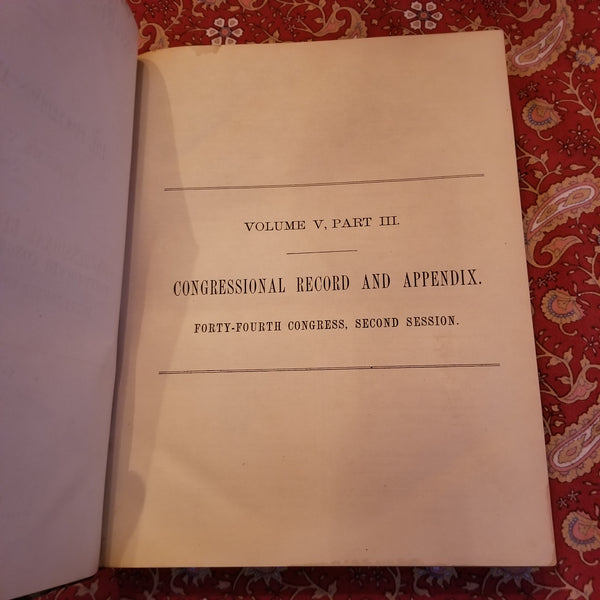 VOLUME V, PART III.
CONGRESSIONAL RECORD AND APPENDIX.
FORTY-FOURTH CONGRESS, SECOND SESSION.